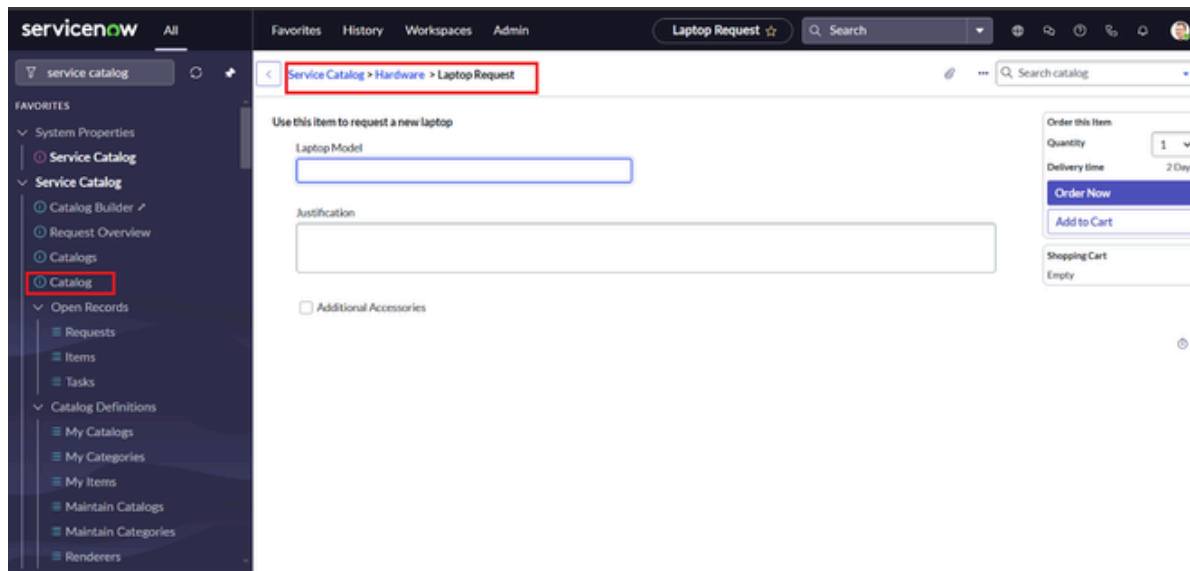 servicenow All Favorites History Workspaces Admin Laptop Request Search
service catalog
Service Catalog > Hardware > Laptop Request
Search catalog
FAVORITES
System Properties
Service Catalog
Service Catalog
Catalog Builder
Request Overview
Catalogs
Catalog
Open Records
Requests
Items
Tasks
Catalog Definitions
My Catalogs
My Categories
My Items
Maintain Catalogs
Maintain Categories
Renderers
Use this item to request a new laptop
Laptop Model
Justification
Additional Accessories
Order this Item
Quantity 1
Delivery time 2 Day
Order Now
Add to Cart
Shopping Cart
Empty